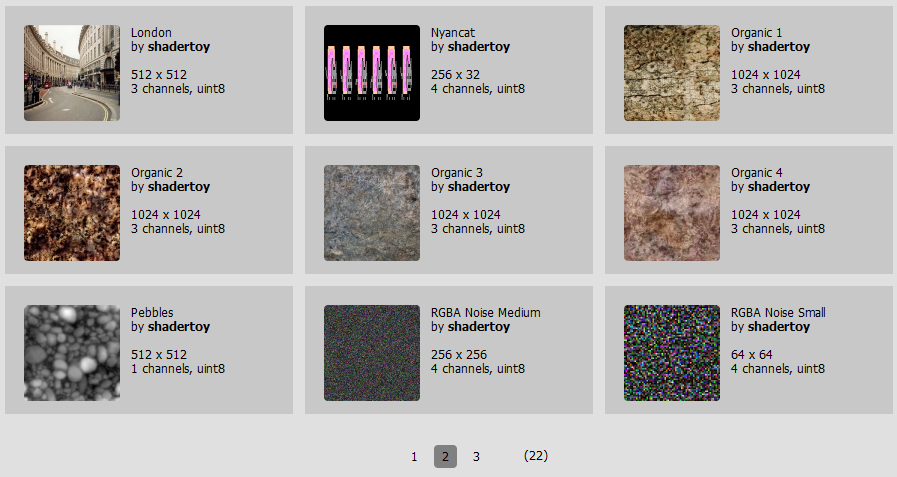 London
by shadertoy
512 x 512
3 channels, uint8
Nyancat
by shadertoy
256 x 32
4 channels, uint8
Organic 1
by shadertoy
1024 x 1024
3 channels, uint8
Organic 2
by shadertoy
1024 x 1024
3 channels, uint8
Organic 3
by shadertoy
1024 x 1024
3 channels, uint8
Organic 4
by shadertoy
1024 x 1024
3 channels, uint8
Pebbles
by shadertoy
512 x 512
1 channels, uint8
RGBA Noise Medium
by shadertoy
256 x 256
4 channels, uint8
RGBA Noise Small
by shadertoy
64 x 64
4 channels, uint8
1 2 3 (22)